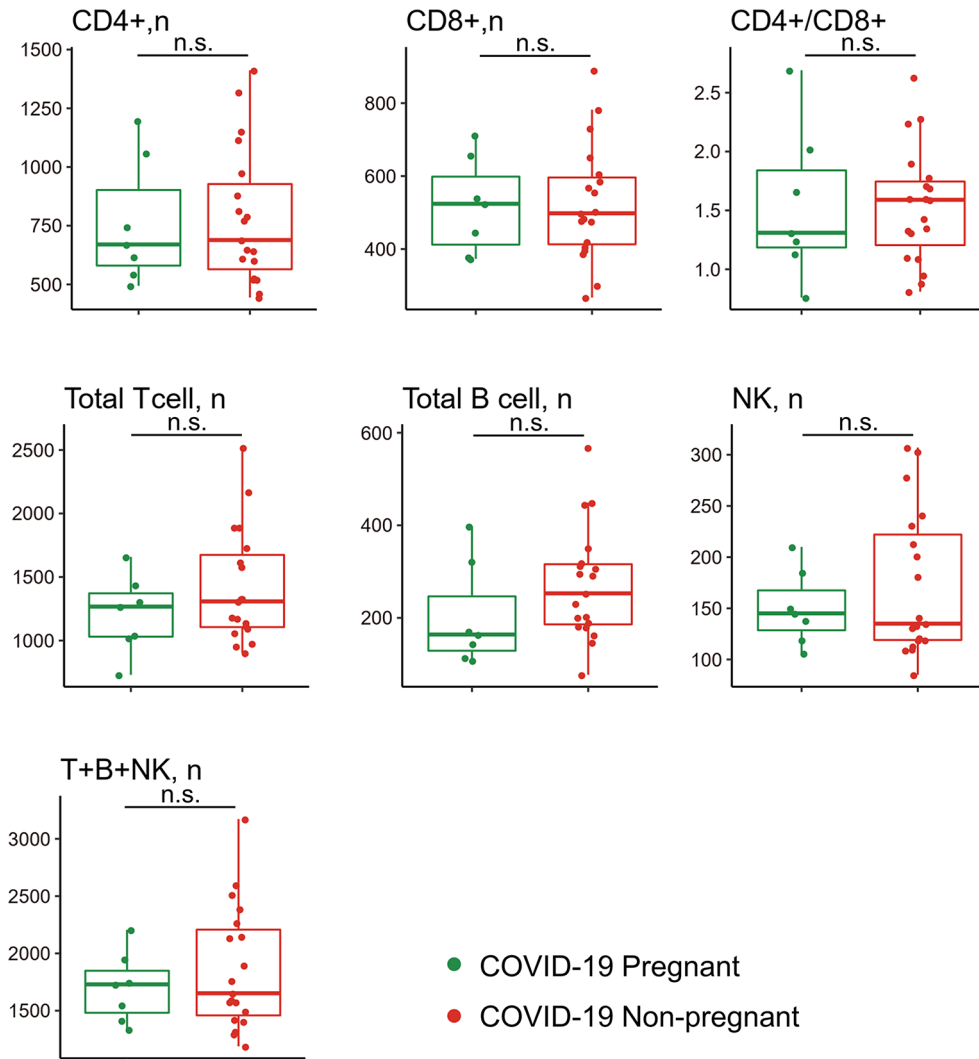 CD4+,n
n.s.
1500
1250
1000
750
500
CD8+,n
n.s.
800
600
400
CD4+/CD8+
n.s.
2.5
2.0
1.5
1.0
Total Tcell, n
n.s.
2500
2000
1500
1000
Total B cell, n
n.s.
600
400
200
NK, n
n.s.
300
250
200
150
100
T+B+NK, n
n.s.
3000
2500
2000
1500
COVID-19 Pregnant
COVID-19 Non-pregnant